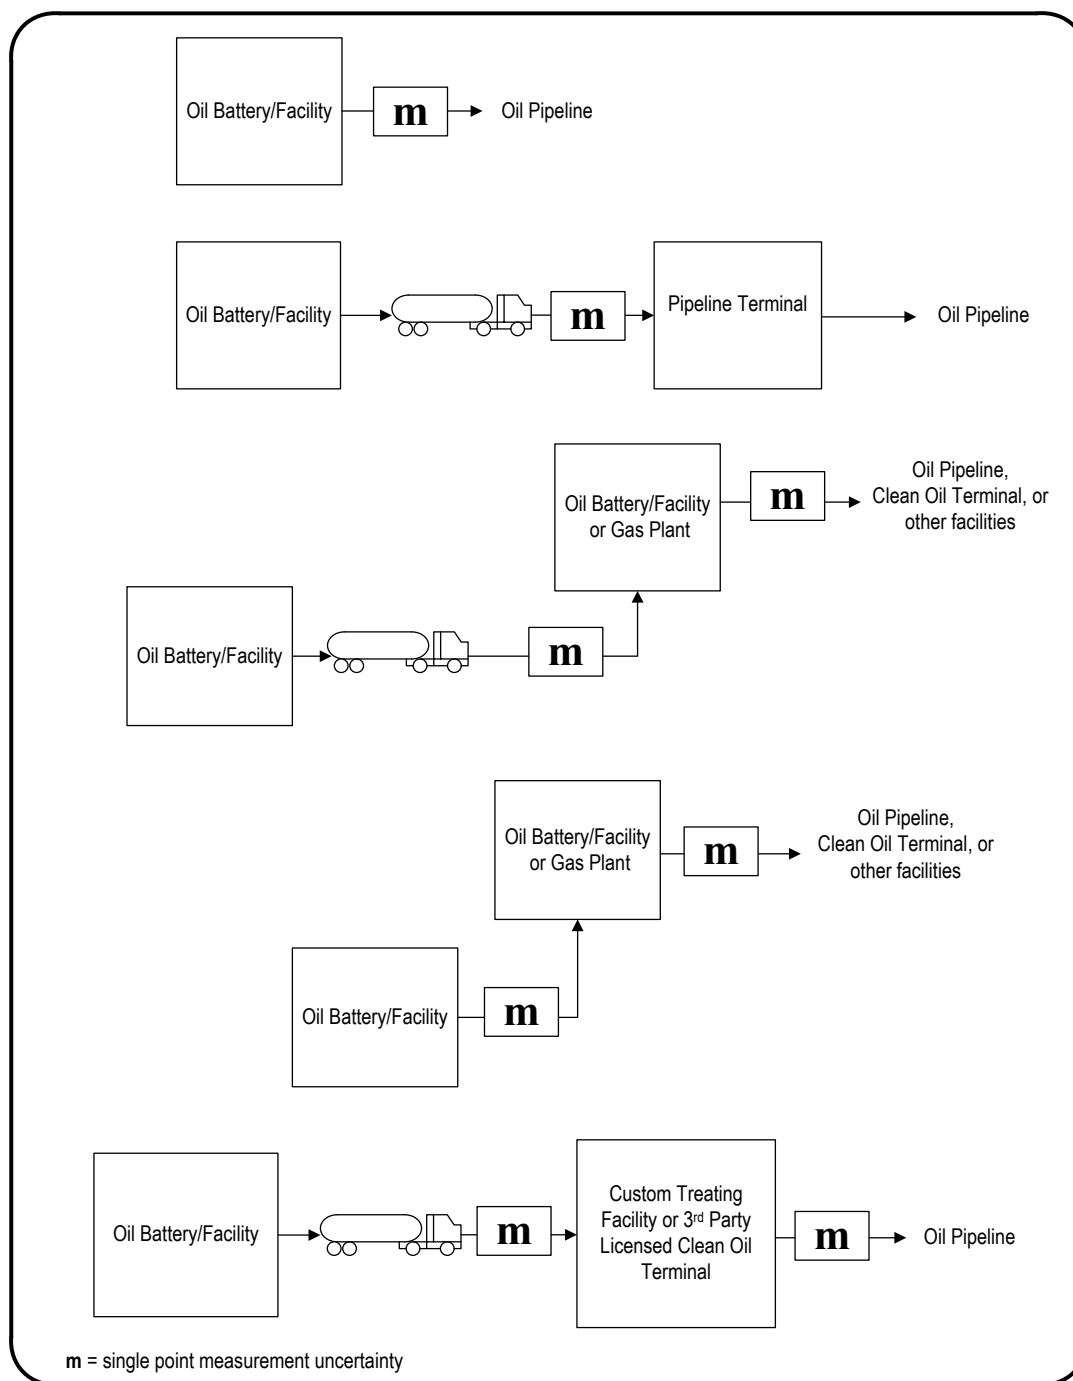 Oil Battery/Facility
m
Oil Pipeline
Oil Battery/Facility
m
Pipeline Terminal
Oil Pipeline
Oil Battery/Facility
or Gas Plant
m
Oil Pipeline,
Clean Oil Terminal, or
other facilities
Oil Battery/Facility
m
Oil Battery/Facility
or Gas Plant
m
Oil Pipeline,
Clean Oil Terminal, or
other facilities
Oil Battery/Facility
m
Oil Battery/Facility
m
Custom Treating
Facility or 3rd Party
Licensed Clean Oil
Terminal
m
Oil Pipeline
m = single point measurement uncertainty